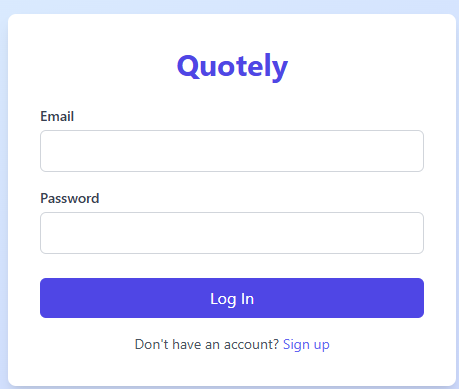 Quotely
Email
Password
Log In
Don't have an account? Sign up